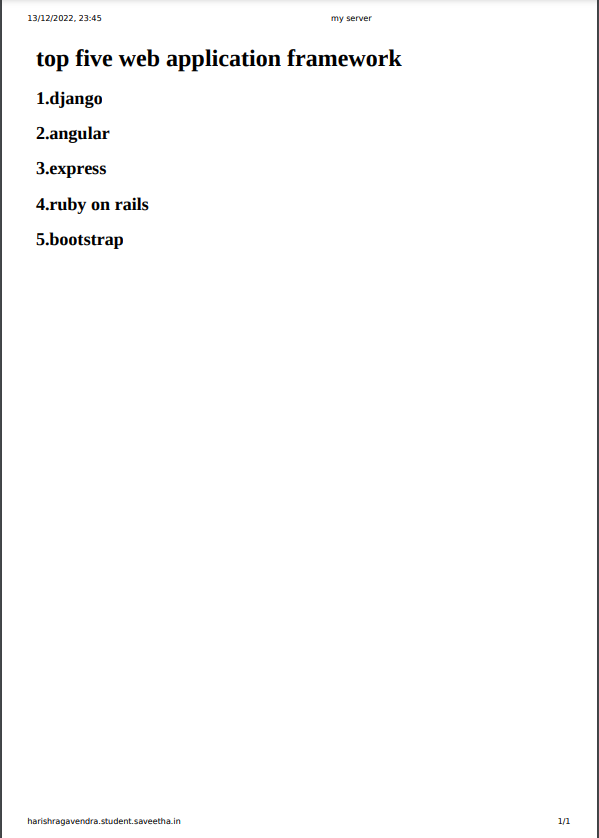 13/12/2022, 23:45 my server
top five web application framework
1.django
2.angular
3.express
4.ruby on rails
5.bootstrap
harishragavendra.student.saveetha.in 1/1